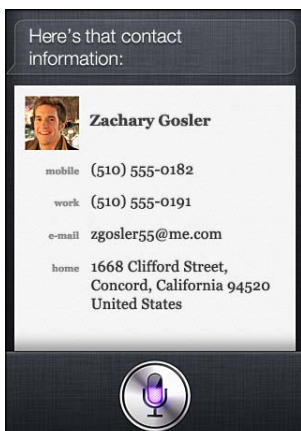 Here's that contact
information:
Zachary Gosler
mobile (510) 555-0182
work (510) 555-0191
e-mail zgosler55@me.com
home 1668 Clifford Street,
Concord, California 94520
United States